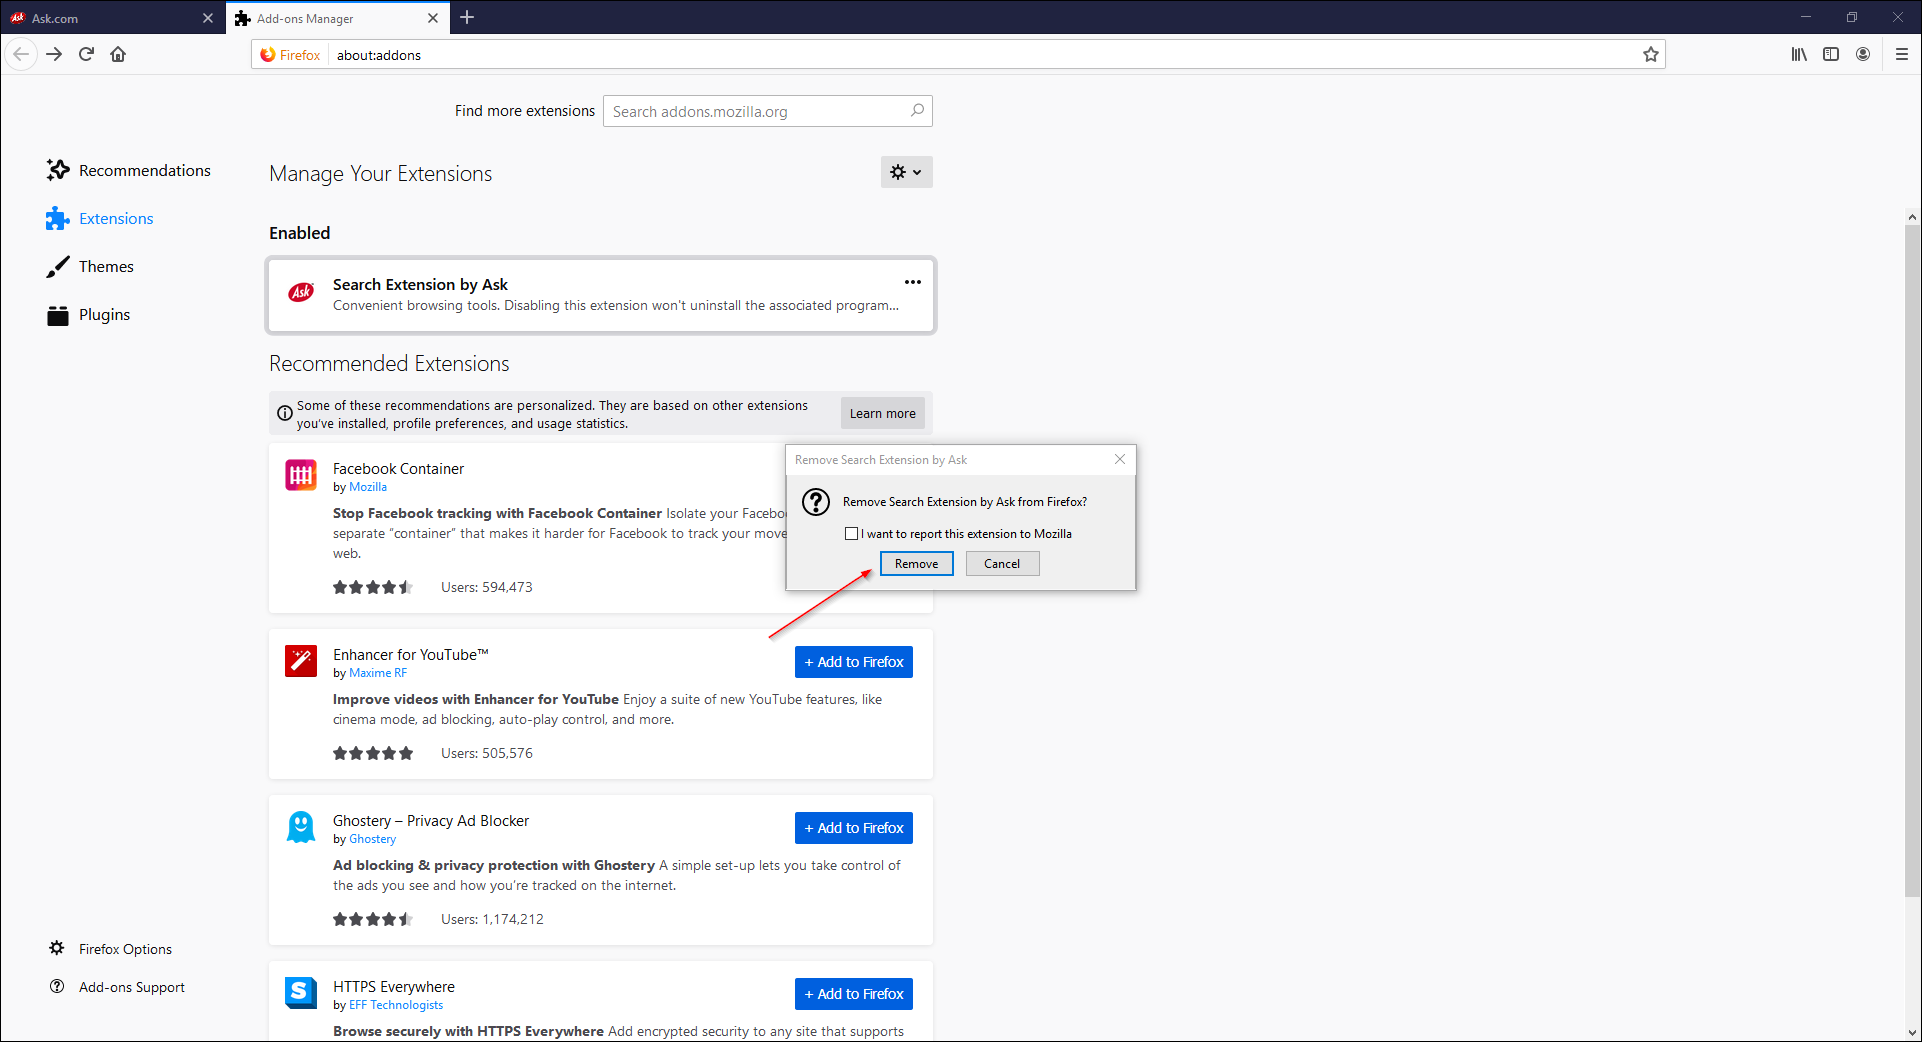 Ask Ask.com
Add-ons Manager
Firefox about:addons
Find more extensions Search addons.mozilla.org
Recommendations
Extensions
Themes
Plugins
Manage Your Extensions
Enabled
Ask
Search Extension by Ask
Convenient browsing tools. Disabling this extension won't uninstall the associated program...
Recommended Extensions
Some of these recommendations are personalized. They are based on other extensions
you've installed, profile preferences, and usage statistics.
Learn more
Facebook Container
by Mozilla
Stop Facebook tracking with Facebook Container Isolate your Faceboo
separate “container” that makes it harder for Facebook to track your move
web.
Users: 594,473
Remove Search Extension by Ask
Remove Search Extension by Ask from Firefox?
I want to report this extension to Mozilla
Remove Cancel
Enhancer for YouTube™
by Maxime RF
+ Add to Firefox
Improve videos with Enhancer for YouTube Enjoy a suite of new YouTube features, like
cinema mode, ad blocking, auto-play control, and more.
Users: 505,576
Ghostery – Privacy Ad Blocker
by Ghostery
+ Add to Firefox
Ad blocking & privacy protection with Ghostery A simple set-up lets you take control of
the ads you see and how you're tracked on the internet.
Users: 1,174,212
S
HTTPS Everywhere
by EFF Technologists
+ Add to Firefox
Browse securely with HTTPS Everywhere Add encrypted security to any site that supports
Firefox Options
Add-ons Support